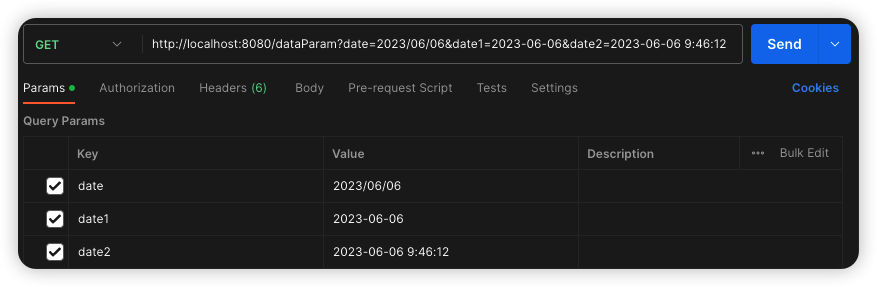 GET http://localhost:8080/dataParam?date=2023/06/06&date1=2023-06-06&date2=2023-06-06 9:46:12 Send
Params Authorization Headers (6) Body Pre-request Script Tests Settings Cookies
Query Params
Key Value Description ••• Bulk Edit
date 2023/06/06
date1 2023-06-06
date2 2023-06-06 9:46:12